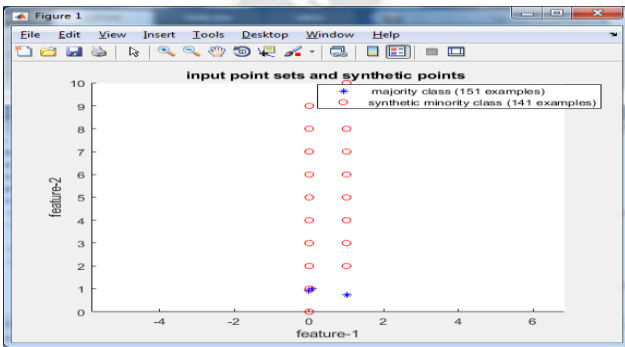 Figure 1
File Edit View Insert Tools Desktop Window Help
input point sets and synthetic points
majority class (151 examples)
synthetic minority class (141 examples)
10
9
8
7
6
5
4
3
2
1
0
feature-2
-4 -2 0 2 4 6
feature-1